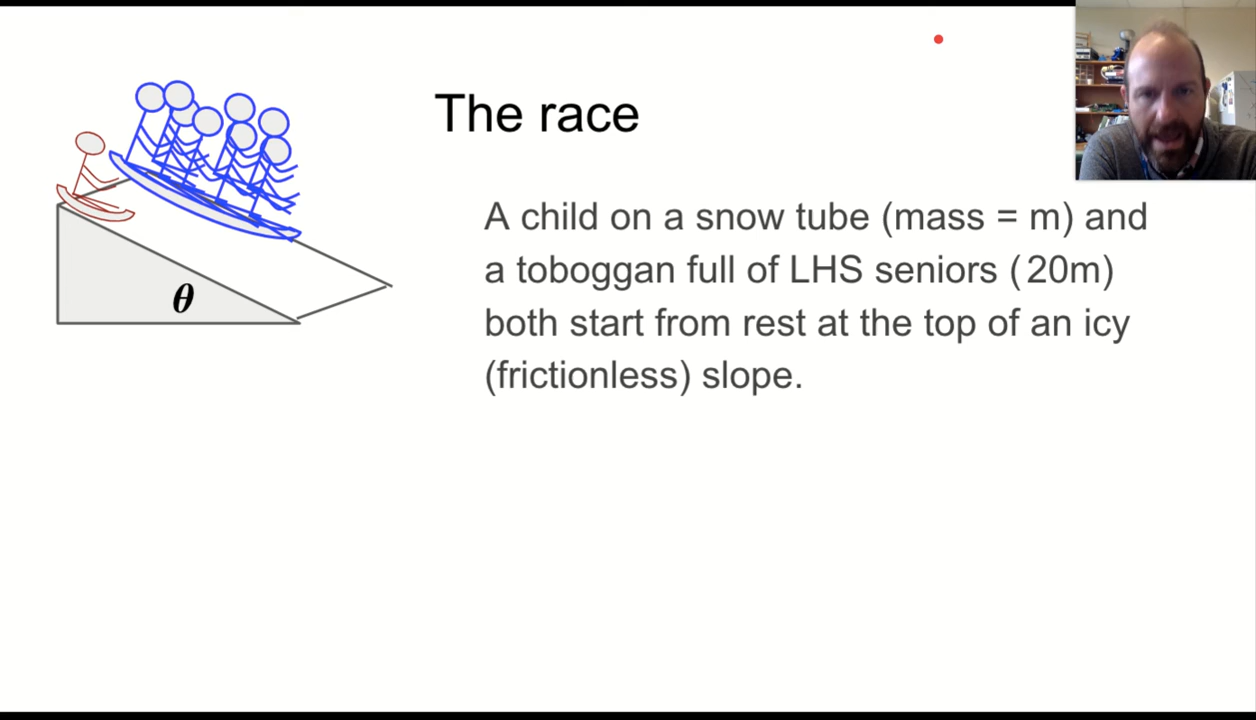 The race
A child on a snow tube (mass = m) and
a toboggan full of LHS seniors (20m)
both start from rest at the top of an icy
(frictionless) slope.
θ